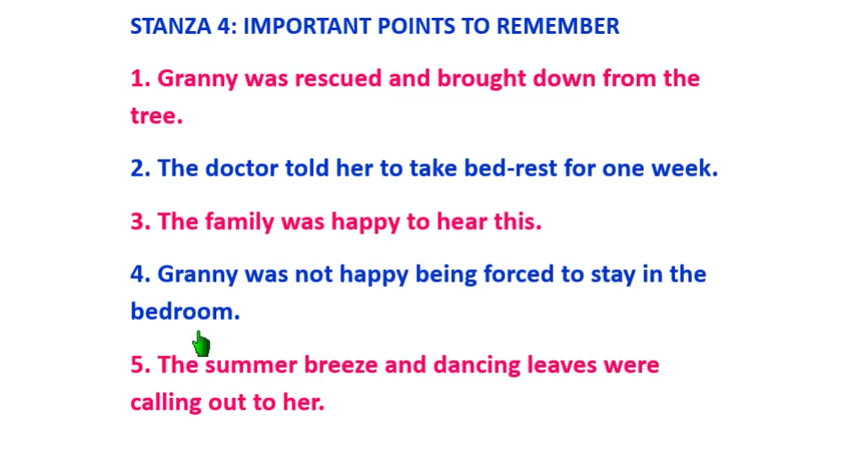 STANZA 4: IMPORTANT POINTS TO REMEMBER
1. Granny was rescued and brought down from the
tree.
2. The doctor told her to take bed-rest for one week.
3. The family was happy to hear this.
4. Granny was not happy being forced to stay in the
bedroom.
5. The summer breeze and dancing leaves were
calling out to her.